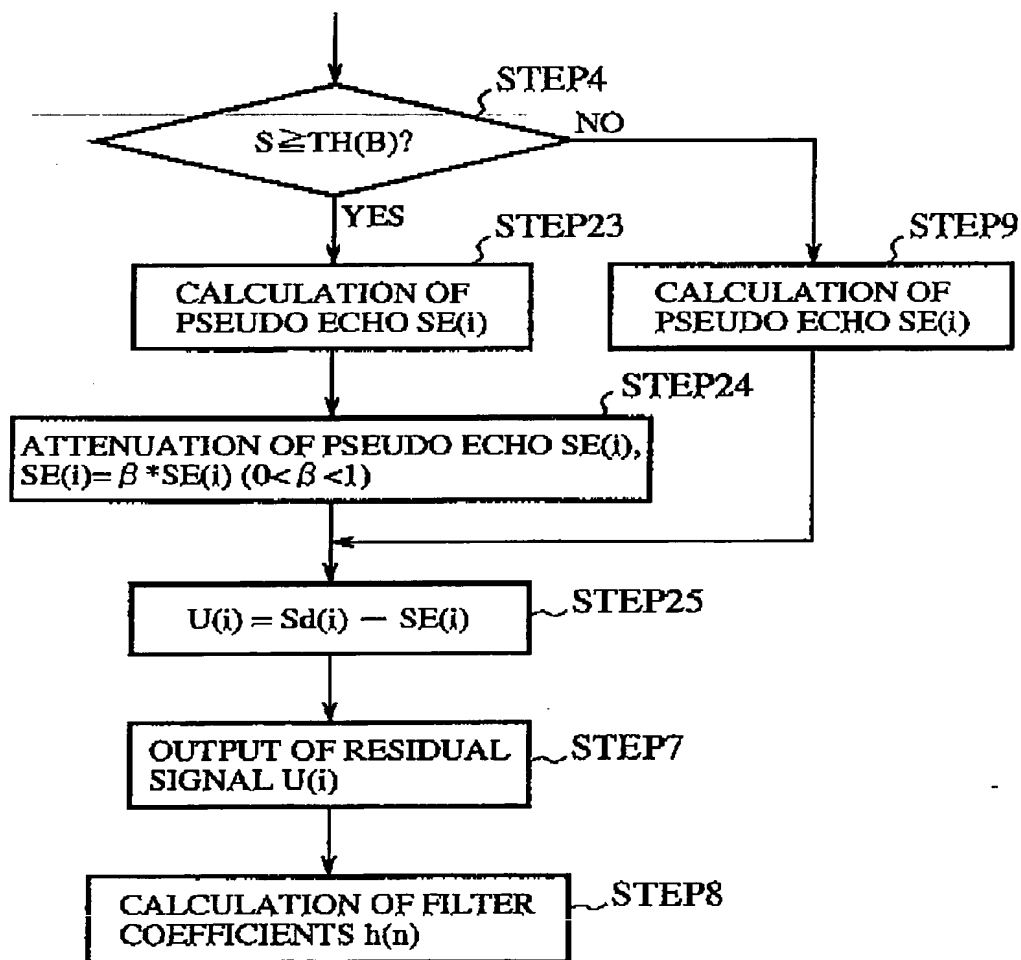 STEP4
S≧TH(B)?
NO
YES
STEP23
CALCULATION OF
PSEUDO ECHO SE(i)
STEP9
CALCULATION OF
PSEUDO ECHO SE(i)
STEP24
ATTENUATION OF PSEUDO ECHO SE(i),
SE(i)= β *SE(i) (0< β <1)
STEP25
U(i) = Sd(i) − SE(i)
STEP7
OUTPUT OF RESIDUAL
SIGNAL U(i)
STEP8
CALCULATION OF FILTER
COEFFICIENTS h(n)